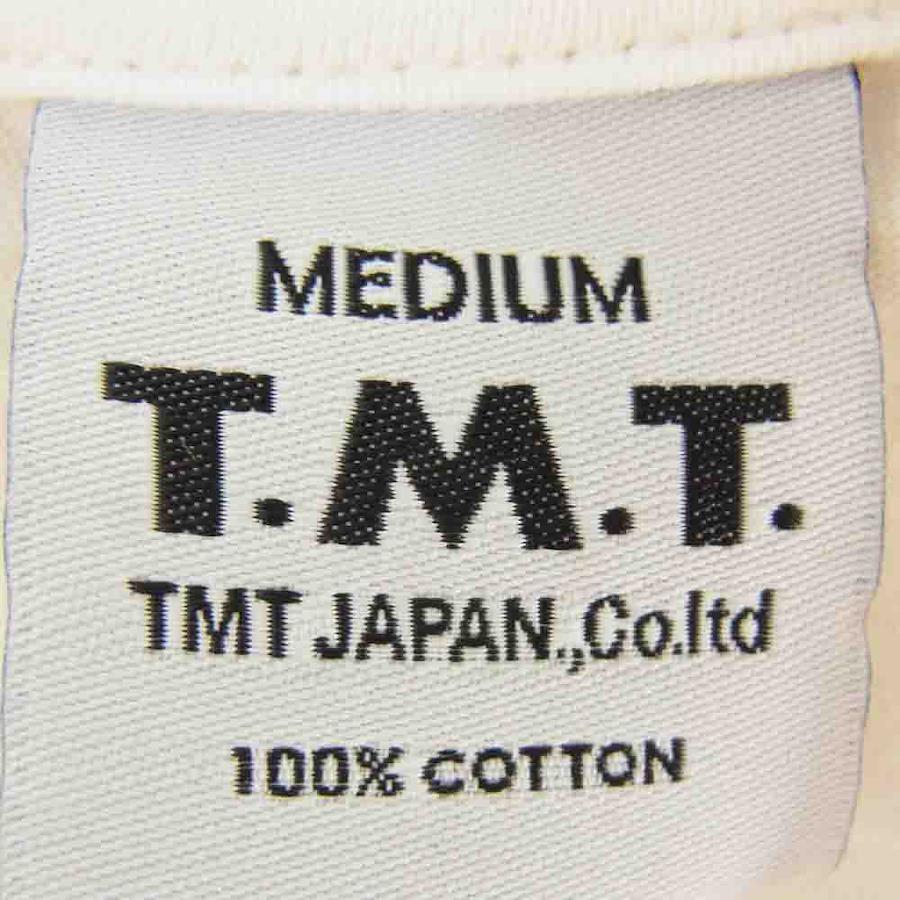 MEDIUM
T.M.T.
TMT JAPAN.,Co.ltd
100% COTTON